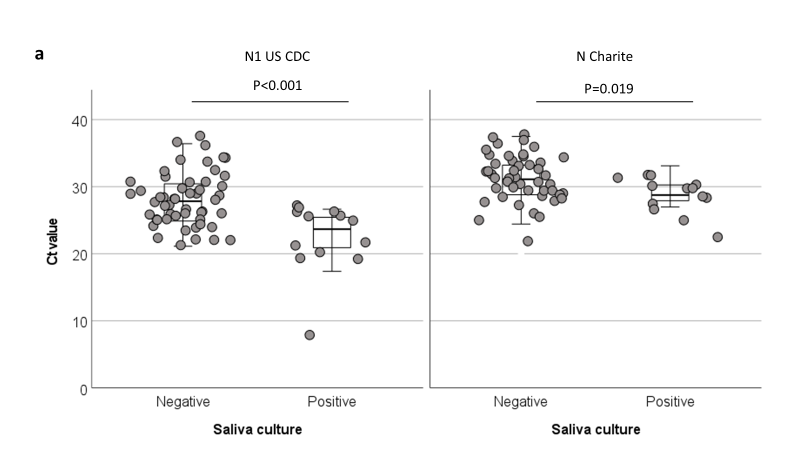 a
N1 US CDC
N Charite
P<0.001
P=0.019
40
30
20
10
0
Ct value
Negative
Positive
Negative
Positive
Saliva culture
Saliva culture